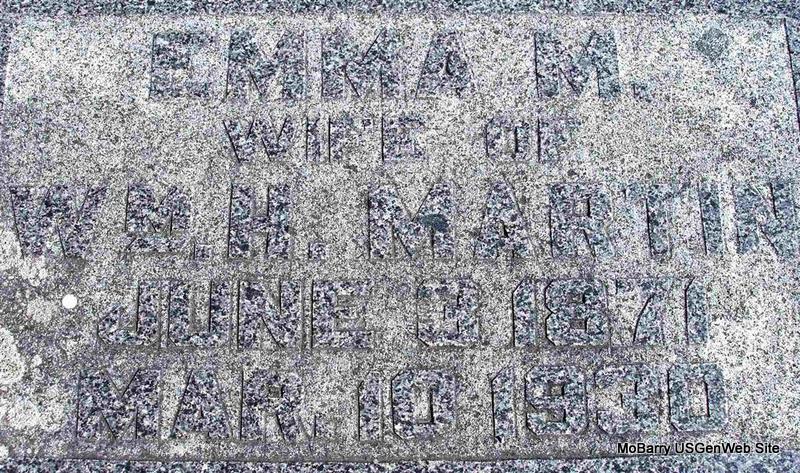 EMMA M.
WIFE OF
WM. H. MARTIN
JUNE 3 1871
MAR 10 1930
MoBarry USGenWeb Site